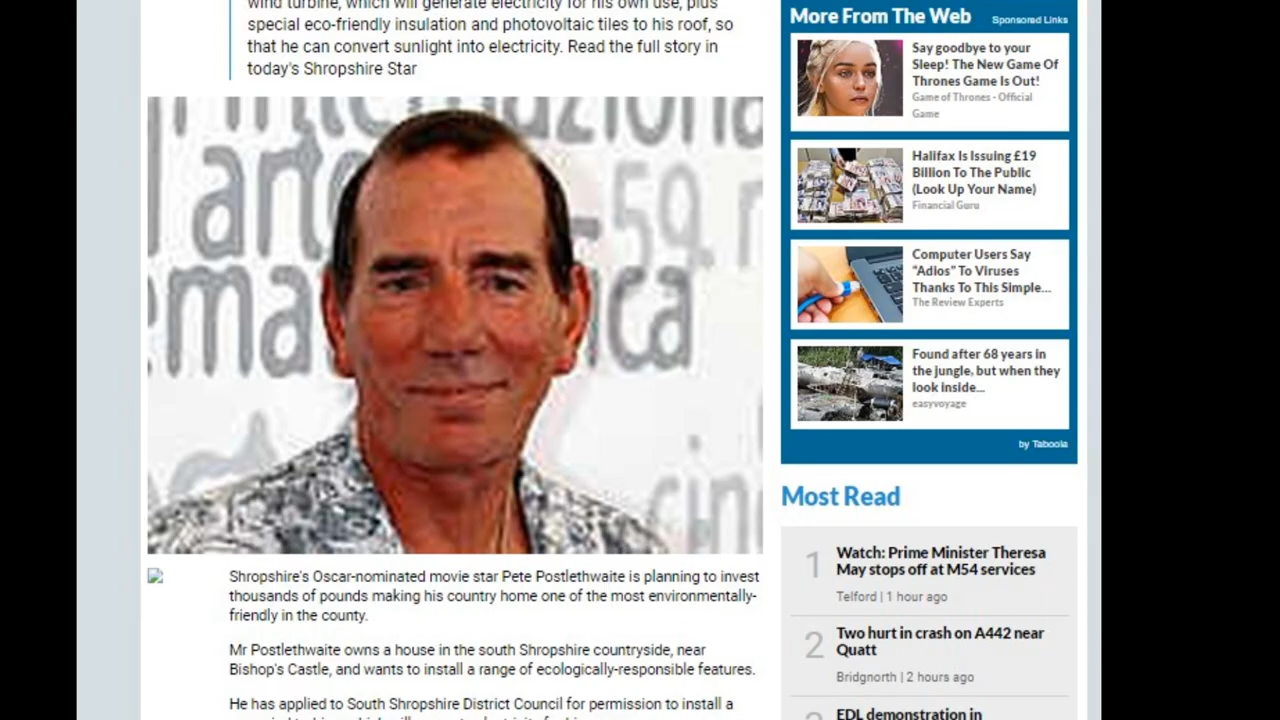 wind turbine, which will generate electricity for his own use, plus
special eco-friendly insulation and photovoltaic tiles to his roof, so
that he can convert sunlight into electricity. Read the full story in
today's Shropshire Star
Shropshire's Oscar-nominated movie star Pete Postlethwaite is planning to invest
thousands of pounds making his country home one of the most environmentally-
friendly in the county.
Mr Postlethwaite owns a house in the south Shropshire countryside, near
Bishop's Castle, and wants to install a range of ecologically-responsible features.
He has applied to South Shropshire District Council for permission to install a
More From The Web
Sponsored Links
Say goodbye to your
Sleep! The New Game Of
Thrones Game Is Out!
Game of Thrones - Official
Game
Halifax Is Issuing £19
Billion To The Public
(Look Up Your Name)
Financial Guru
Computer Users Say
"Adios" To Viruses
Thanks To This Simple...
The Review Experts
Found after 68 years in
the jungle, but when they
look inside...
easyvoyage
by Taboola
Most Read
1
Watch: Prime Minister Theresa
May stops off at M54 services
Telford | 1 hour ago
2
Two hurt in crash on A442 near
Quatt
Bridgnorth | 2 hours ago
EDL demonstration in